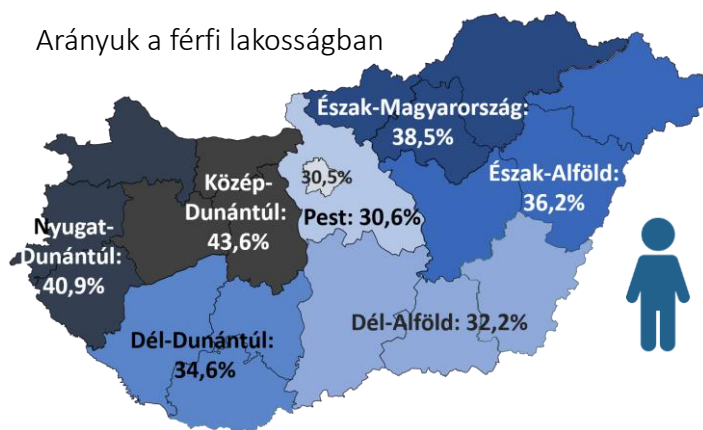 Arányuk a férfi lakosságban
Észak-Magyarország:
38,5%
30,5%
Közép-
Dunántúl:
43,6%
Észak-Alföld:
36,2%
Pest: 30,6%
Nyugat-
Dunántúl:
40,9%
Dél-Alföld: 32,2%
Dél-Dunántúl:
34,6%